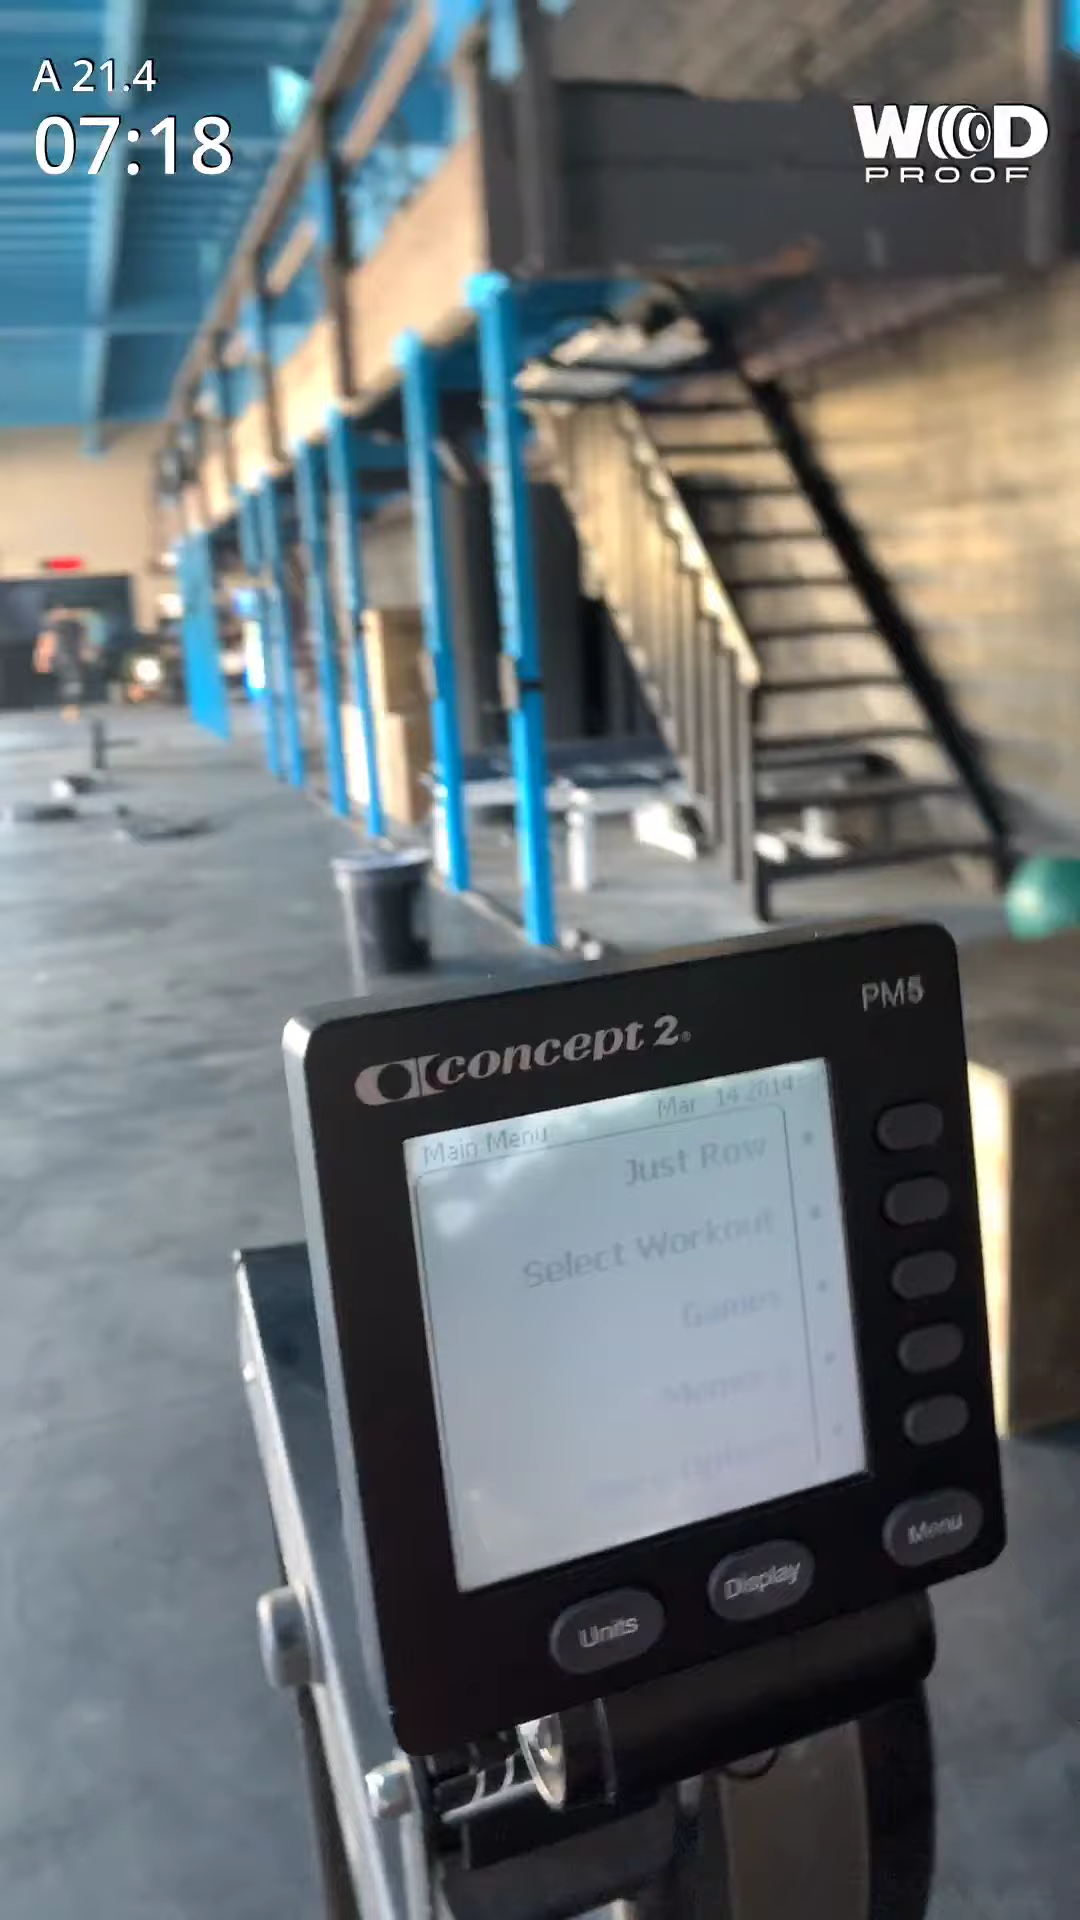 A 21.4
07:18
WOD
PROOF
PM5
concept 2
Main Menu
Mar 14 2014
Just Row
Select Workout
Games
Memory
Units
Display
Menu